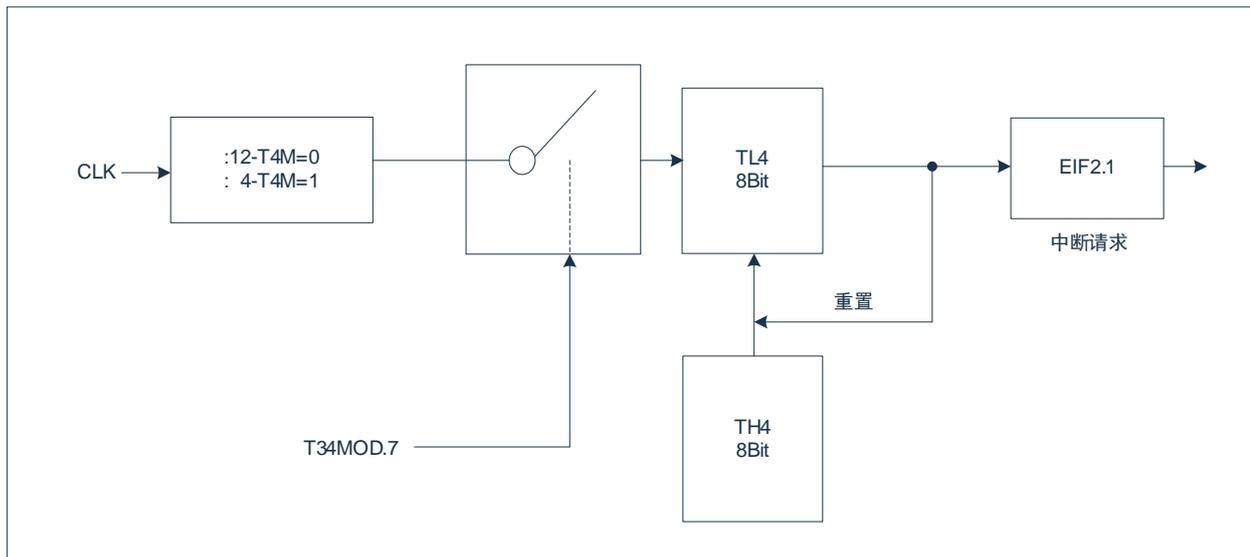 CLK
:12-T4M=0
: 4-T4M=1
TL4
8Bit
EIF2.1
中断请求
重置
TH4
8Bit
T34MOD.7